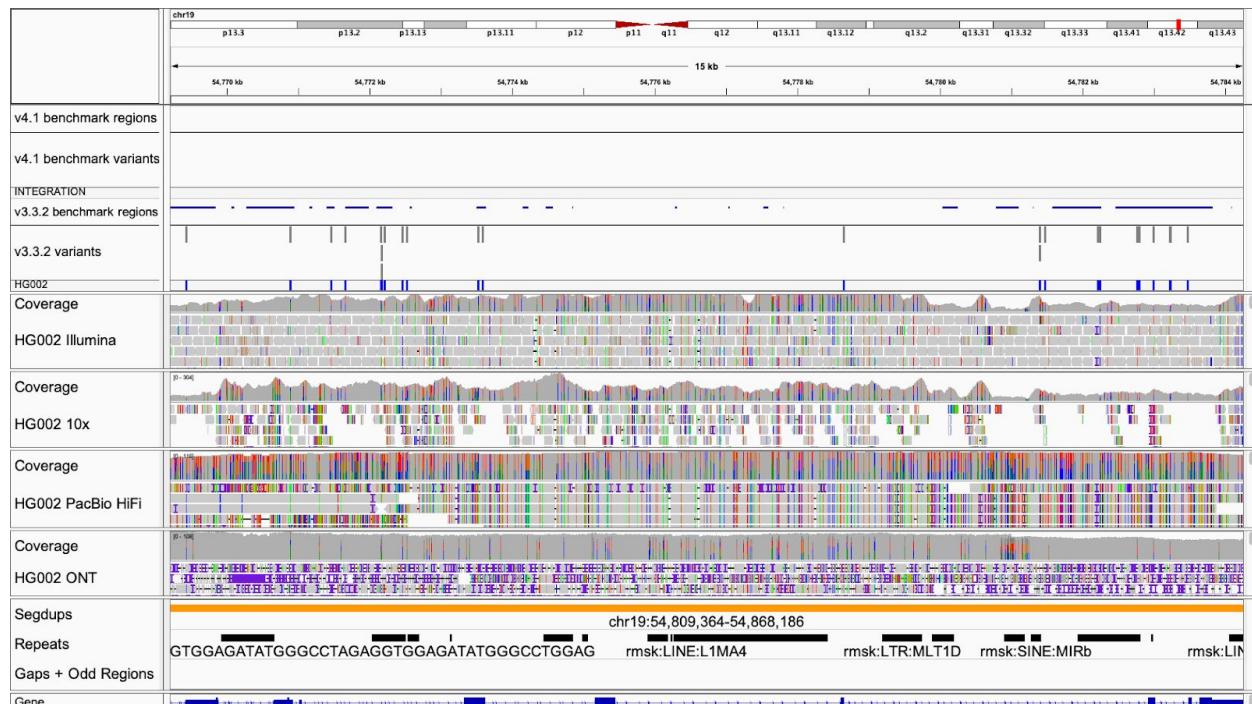 chr19
p13.3 p13.2 p13.13 p13.11 p12 p11 q11 q12 q13.11 q13.12 q13.2 q13.31 q13.32 q13.33 q13.41 q13.42 q13.43
15 kb
54,770 kb 54,772 kb 54,774 kb 54,776 kb 54,778 kb 54,780 kb 54,782 kb 54,784 kb
v4.1 benchmark regions
v4.1 benchmark variants
INTEGRATION
v3.3.2 benchmark regions
v3.3.2 variants
HG002
Coverage
HG002 Illumina
[0 - 304]
Coverage
HG002 10x
Coverage
HG002 PacBio HiFi
[0 - 108]
Coverage
HG002 ONT
Segdups
chr19:54,809,364-54,868,186
Repeats
GTGGAGATATGGGCCTAGAGGTGGAGATATGGGCCTGGAG rmsk:LINE:L1MA4 rmsk:LTR:MLT1D rmsk:SINE:MIRb rmsk:LIN
Gaps + Odd Regions
Gene